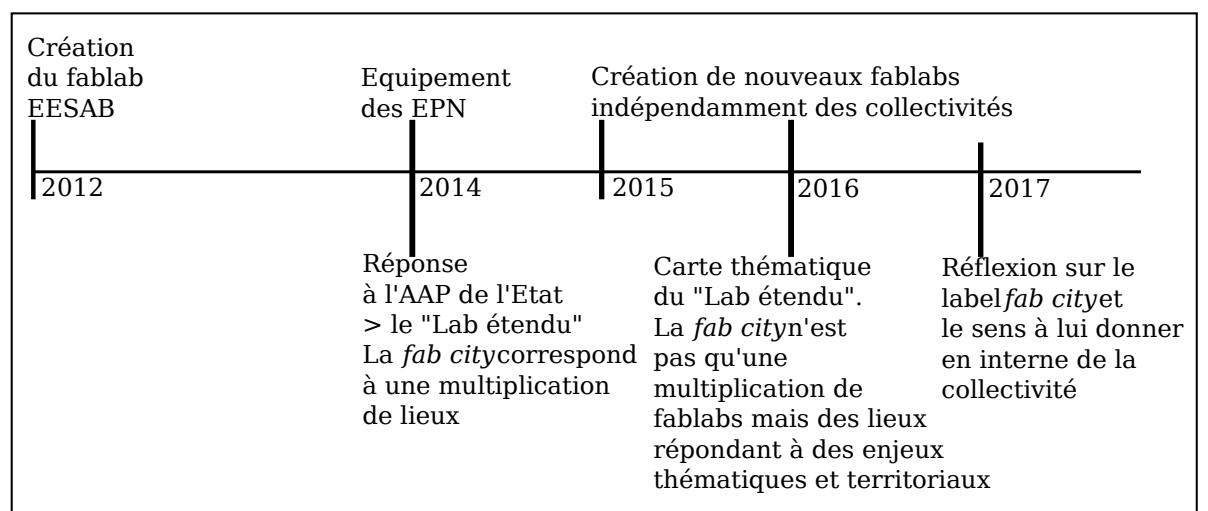 Création
du fablab
EESAB
Equipement
des EPN
Création de nouveaux fablabs
indépendamment des collectivités
2012
2014
2015
2016
2017
Réponse
à l'AAP de l'Etat
> le "Lab étendu"
La fab city correspond
à une multiplication
de lieux
Carte thématique
du "Lab étendu".
La fab city n'est
pas qu'une
multiplication de
fablabs mais des lieux
répondant à des enjeux
thématiques et territoriaux
Réflexion sur le
label fab city et
le sens à lui donner
en interne de la
collectivité